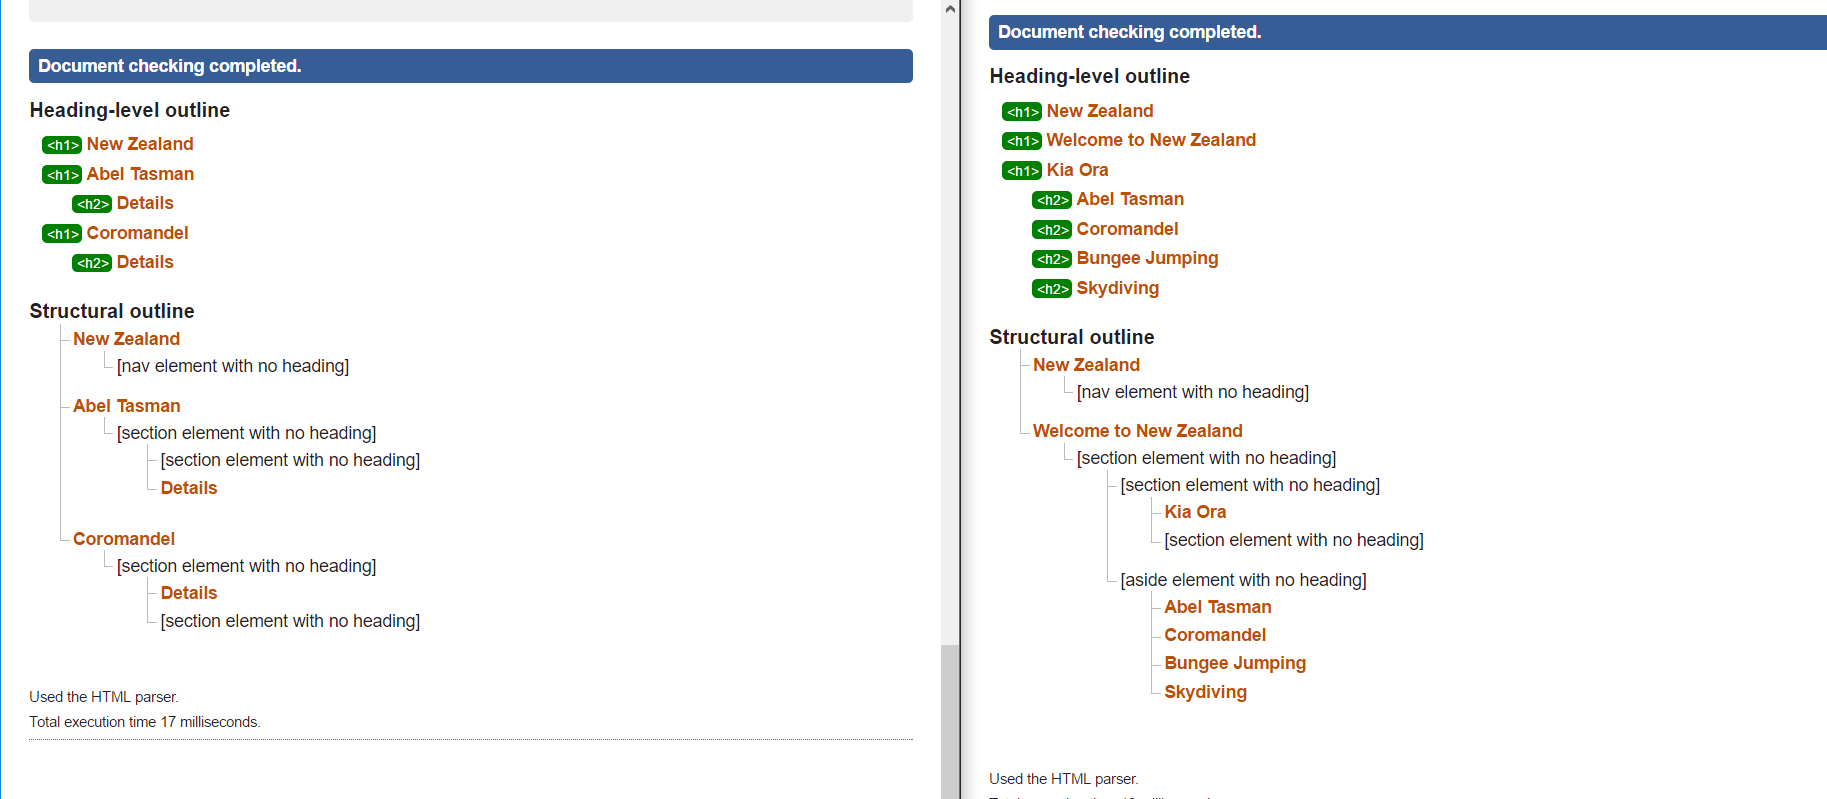 Document checking completed.
Heading-level outline
<h1> New Zealand
<h1> Abel Tasman
<h2> Details
<h1> Coromandel
<h2> Details
Structural outline
New Zealand
[nav element with no heading]
Abel Tasman
[section element with no heading]
[section element with no heading]
Details
Coromandel
[section element with no heading]
Details
[section element with no heading]
Used the HTML parser.
Total execution time 17 milliseconds.
Document checking completed.
Heading-level outline
<h1> New Zealand
<h1> Welcome to New Zealand
<h1> Kia Ora
<h2> Abel Tasman
<h2> Coromandel
<h2> Bungee Jumping
<h2> Skydiving
Structural outline
New Zealand
[nav element with no heading]
Welcome to New Zealand
[section element with no heading]
[section element with no heading]
Kia Ora
[section element with no heading]
[aside element with no heading]
Abel Tasman
Coromandel
Bungee Jumping
Skydiving
Used the HTML parser.